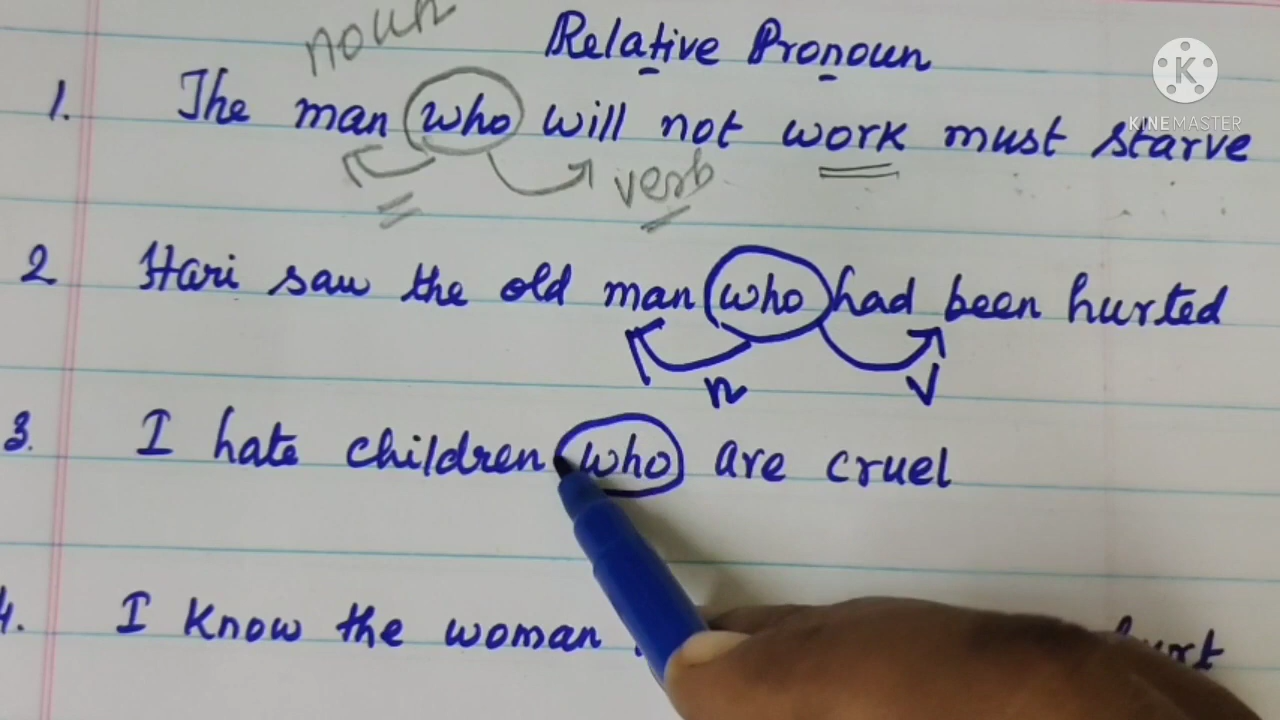 noun
Relative Pronoun
K
KINEMASTER
1. The man who will not work must starve
verb
2 Hari saw the old man who had been hurted
n V
3. I hate children who are cruel
4. I know the woman